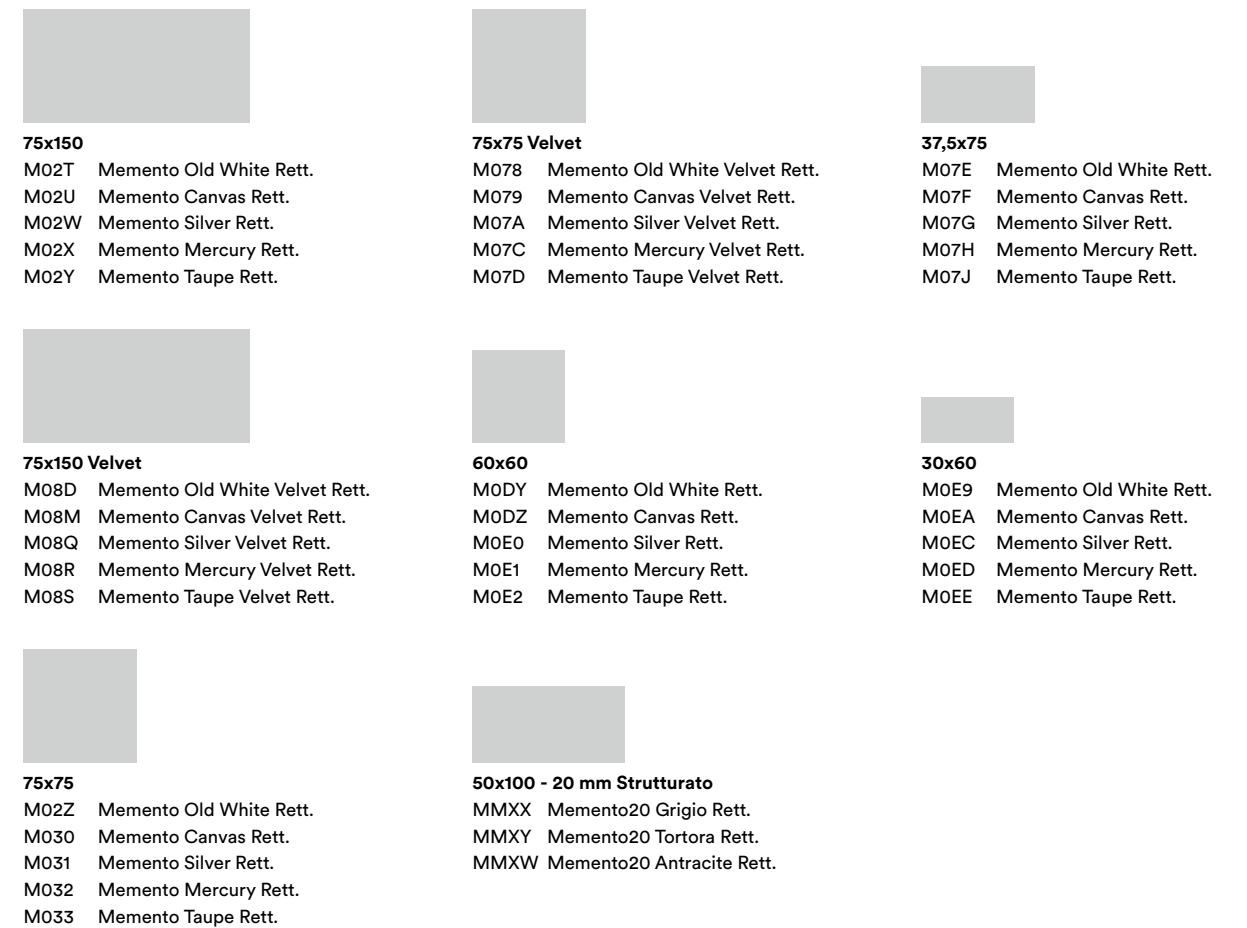 75x150
M02T Memento Old White Rett.
M02U Memento Canvas Rett.
M02W Memento Silver Rett.
M02X Memento Mercury Rett.
M02Y Memento Taupe Rett.
75x150 Velvet
M08D Memento Old White Velvet Rett.
M08M Memento Canvas Velvet Rett.
M08Q Memento Silver Velvet Rett.
M08R Memento Mercury Velvet Rett.
M08S Memento Taupe Velvet Rett.
75x75
M02Z Memento Old White Rett.
M030 Memento Canvas Rett.
M031 Memento Silver Rett.
M032 Memento Mercury Rett.
M033 Memento Taupe Rett.
75x75 Velvet
M078 Memento Old White Velvet Rett.
M079 Memento Canvas Velvet Rett.
M07A Memento Silver Velvet Rett.
M07C Memento Mercury Velvet Rett.
M07D Memento Taupe Velvet Rett.
60x60
M0DY Memento Old White Rett.
M0DZ Memento Canvas Rett.
M0E0 Memento Silver Rett.
M0E1 Memento Mercury Rett.
M0E2 Memento Taupe Rett.
50x100 - 20 mm Strutturato
MMXX Memento20 Grigio Rett.
MMXY Memento20 Tortora Rett.
MMXW Memento20 Antracite Rett.
37,5x75
M07E Memento Old White Rett.
M07F Memento Canvas Rett.
M07G Memento Silver Rett.
M07H Memento Mercury Rett.
M07J Memento Taupe Rett.
30x60
M0E9 Memento Old White Rett.
M0EA Memento Canvas Rett.
M0EC Memento Silver Rett.
M0ED Memento Mercury Rett.
M0EE Memento Taupe Rett.